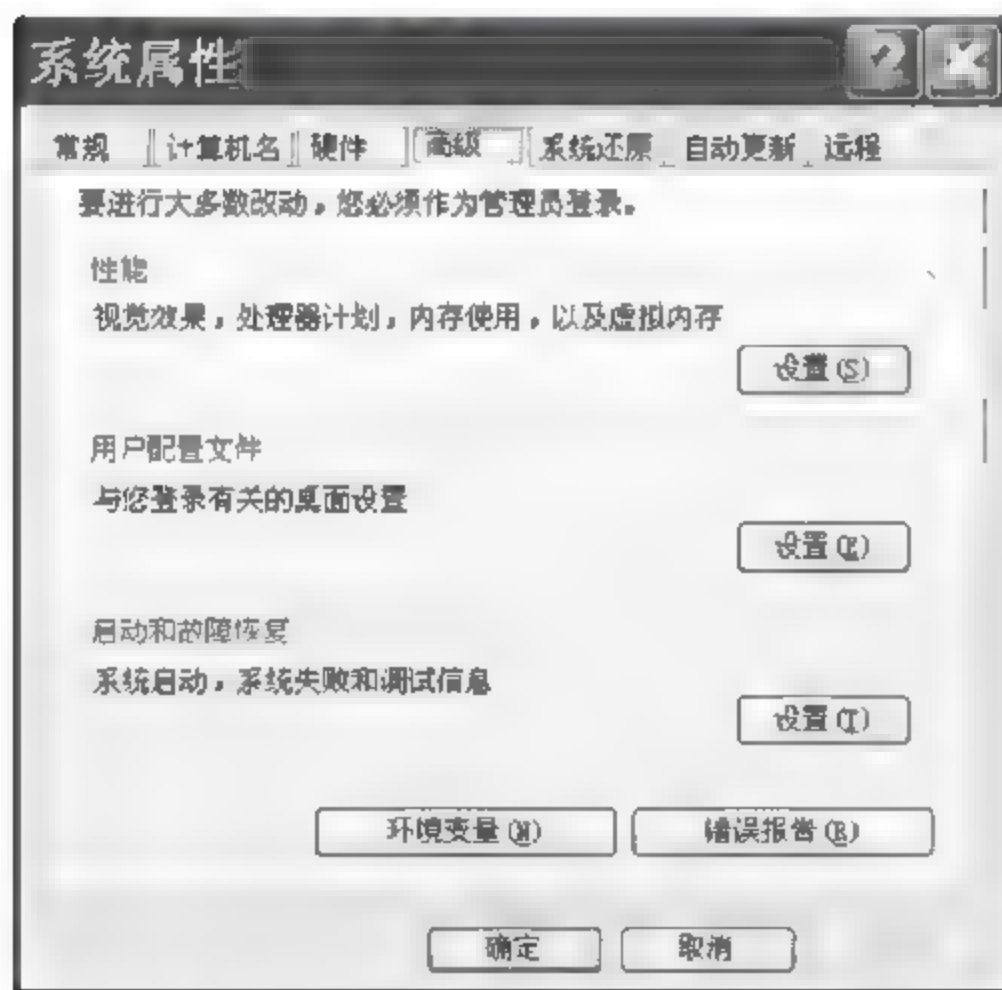 系统属性
常规 计算机名 硬件 高级 系统还原 自动更新 远程
要进行大多数改动，您必须作为管理员登录。
性能
视觉效果，处理器计划，内存使用，以及虚拟内存
设置(S)
用户配置文件
与您登录有关的桌面设置
设置(E)
启动和故障恢复
系统启动，系统失败和调试信息
设置(T)
环境变量(N) 错误报告(R)
确定 取消